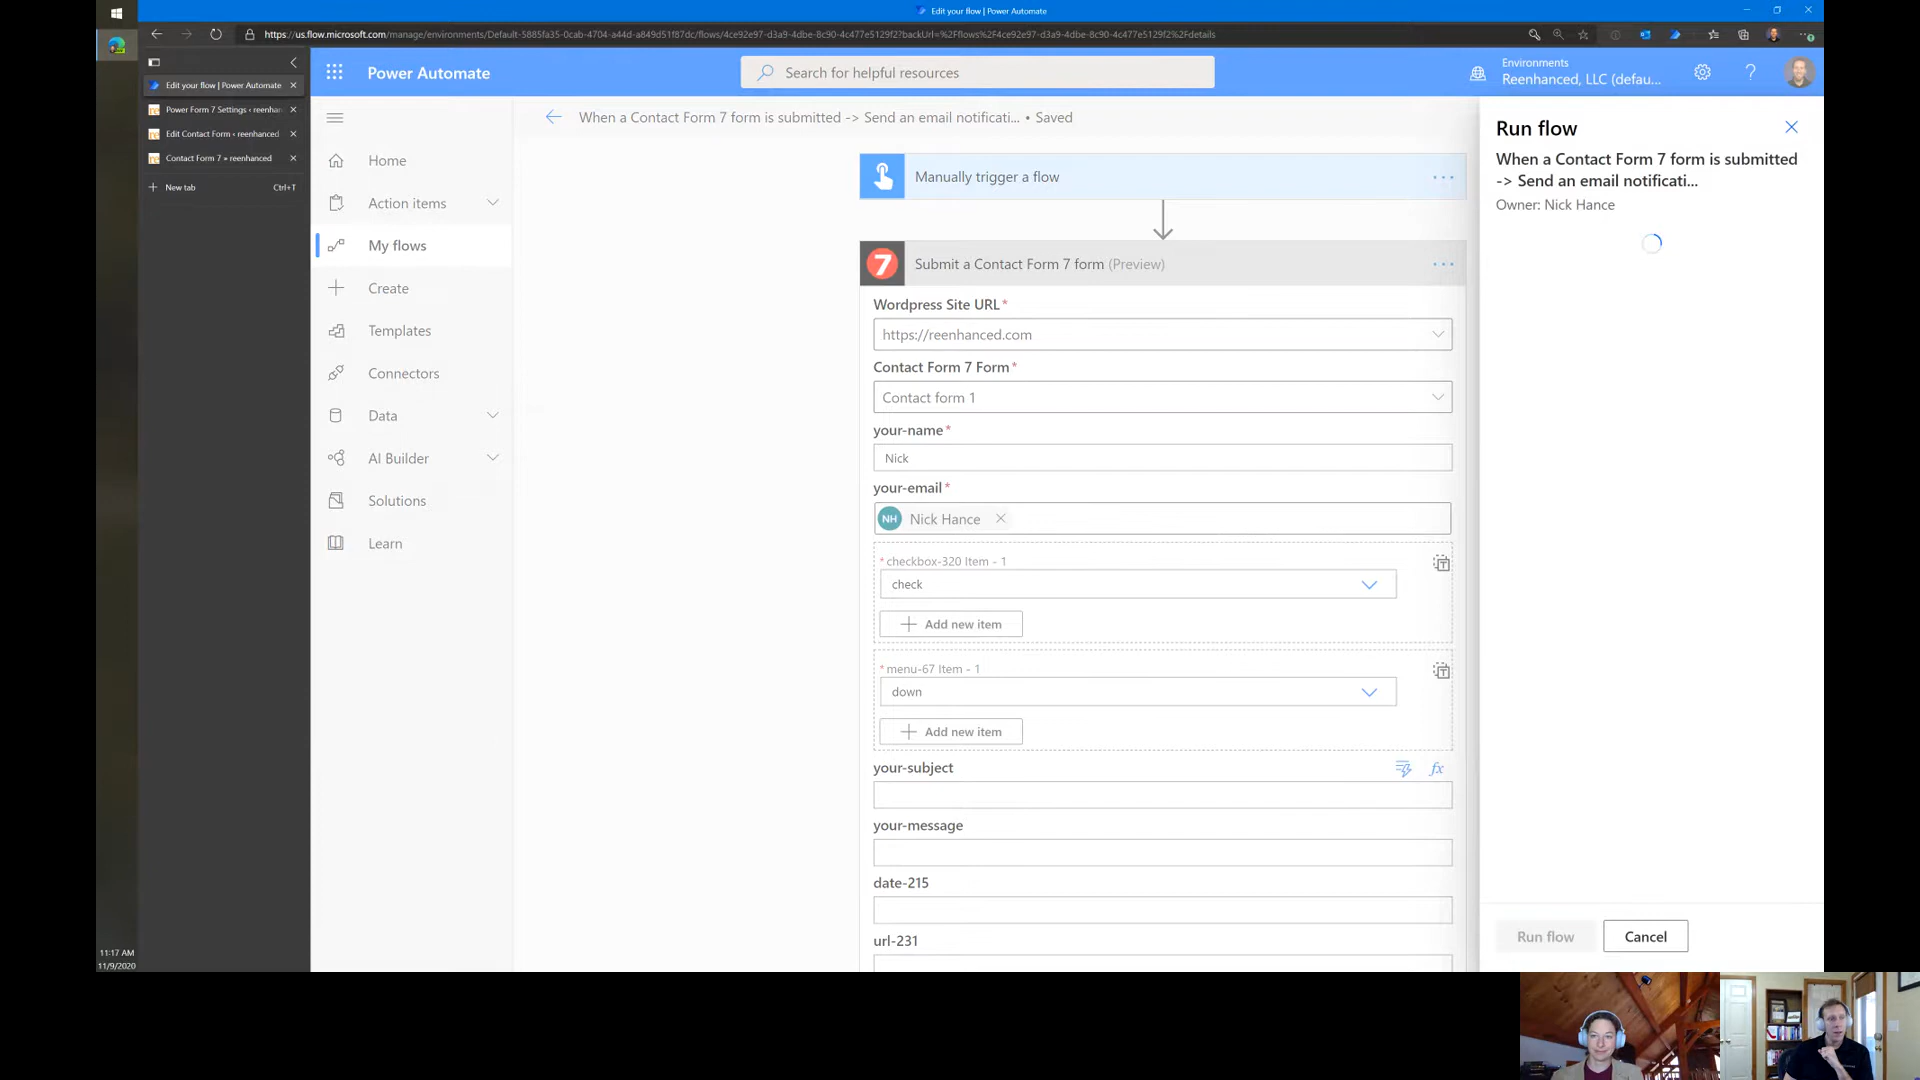 Edit your flow | Power Automate
https://us.flow.microsoft.com/manage/environments/Default-5885fa35-0cab-4704-a44d-a849d51f87dc/flows/4ce92e97-d3a9-4dbe-8c90-4c477e5129f2?backUrl=%2Fflows%2F4ce92e97-d3a9-4dbe-8c90-4c477e5129f2%2Fdetails
Edit your flow | Power Automate
Power Form 7 Settings ‹ reenhan
Edit Contact Form ‹ reenhanced
Contact Form 7 » reenhanced
New tab Ctrl+T
Power Automate
Search for helpful resources
Environments
Reenhanced, LLC (defau...
Home
Action items
My flows
Create
Templates
Connectors
Data
AI Builder
Solutions
Learn
When a Contact Form 7 form is submitted -> Send an email notificati... • Saved
Manually trigger a flow
7 Submit a Contact Form 7 form (Preview)
Wordpress Site URL*
https://reenhanced.com
Contact Form 7 Form*
Contact form 1
your-name*
Nick
your-email*
NH Nick Hance
*checkbox-320 Item - 1
check
Add new item
*menu-67 Item - 1
down
Add new item
your-subject
fx
your-message
date-215
url-231
Run flow
When a Contact Form 7 form is submitted
-> Send an email notificati...
Owner: Nick Hance
Run flow
Cancel
11:17 AM
11/9/2020